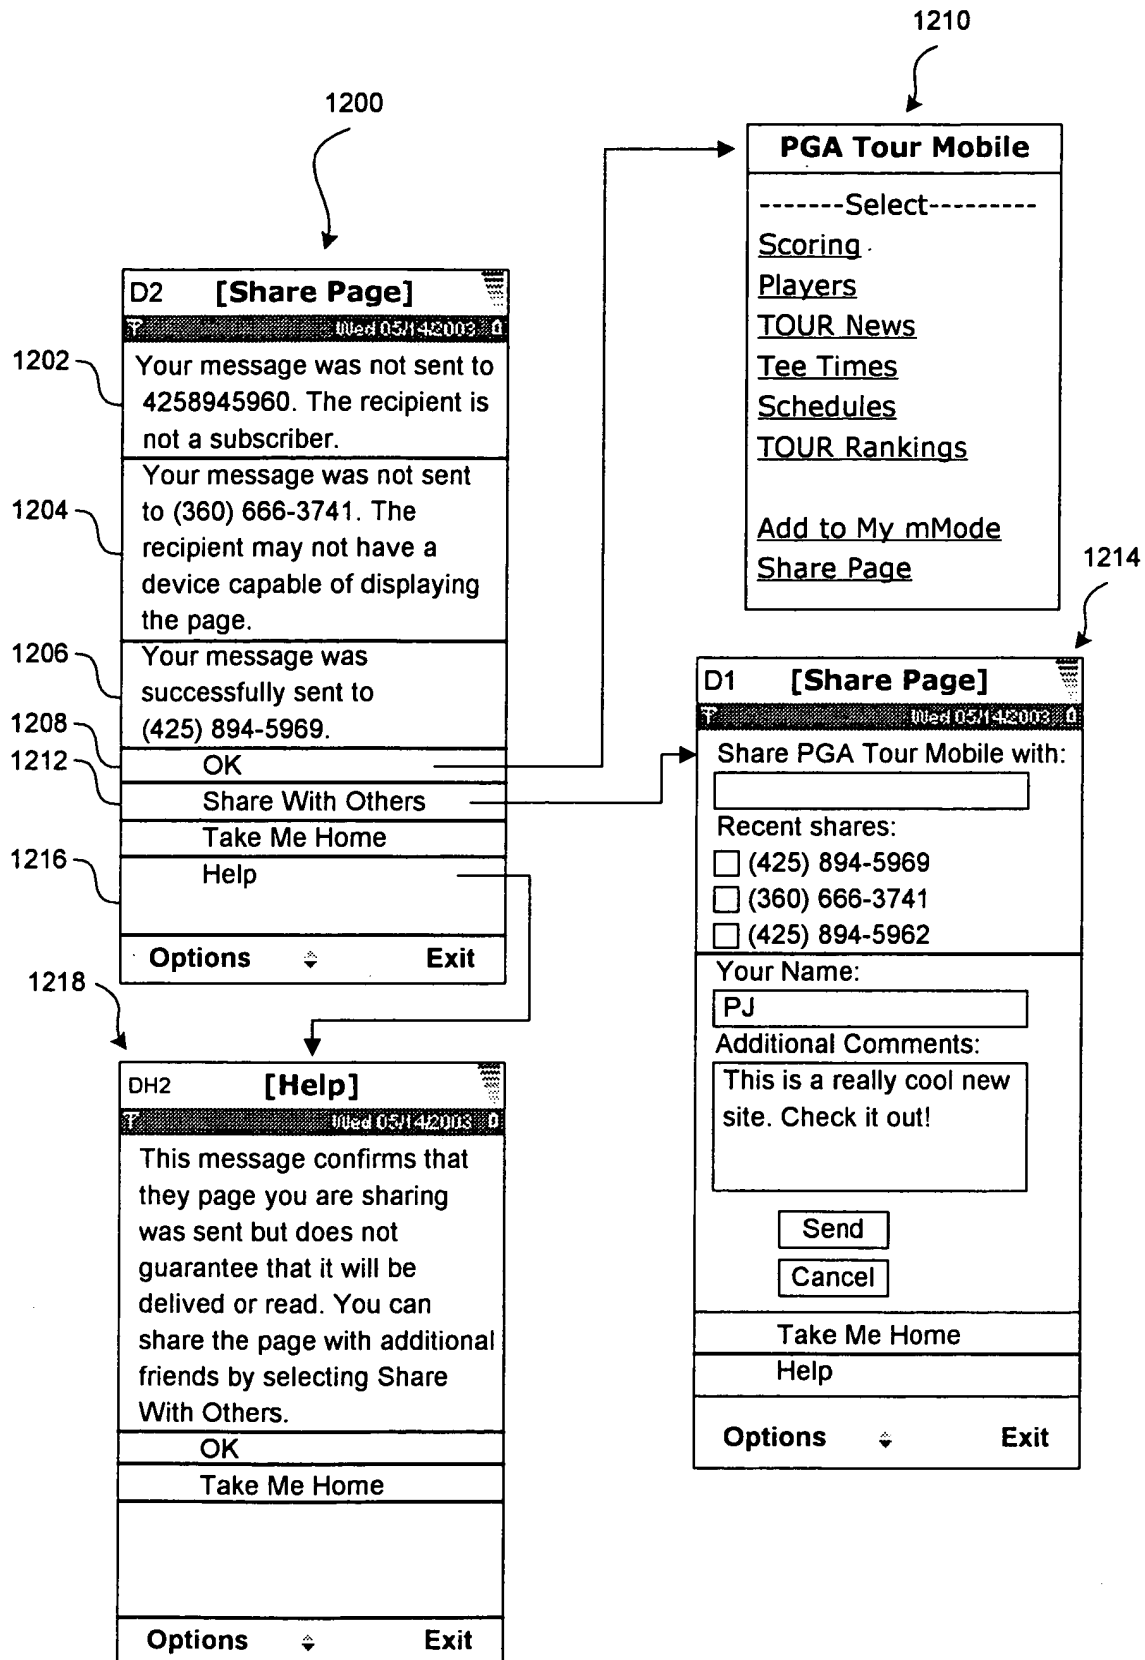 1210
PGA Tour Mobile
-------Select---------
Scoring
Players
TOUR News
Tee Times
Schedules
TOUR Rankings
Add to My mMode
Share Page
1200
D2 [Share Page]
Wed 05/14/2003
1202
Your message was not sent to
4258945960. The recipient is
not a subscriber.
1204
Your message was not sent
to (360) 666-3741. The
recipient may not have a
device capable of displaying
the page.
1206
Your message was
successfully sent to
(425) 894-5969.
1208
OK
1212
Share With Others
Take Me Home
1216
Help
Options Exit
1214
D1 [Share Page]
Wed 05/14/2003
Share PGA Tour Mobile with:
Recent shares:
(425) 894-5969
(360) 666-3741
(425) 894-5962
Your Name:
PJ
Additional Comments:
This is a really cool new
site. Check it out!
Send
Cancel
Take Me Home
Help
Options Exit
1218
DH2 [Help]
Wed 05/14/2003
This message confirms that
they page you are sharing
was sent but does not
guarantee that it will be
delived or read. You can
share the page with additional
friends by selecting Share
With Others.
OK
Take Me Home
Options Exit